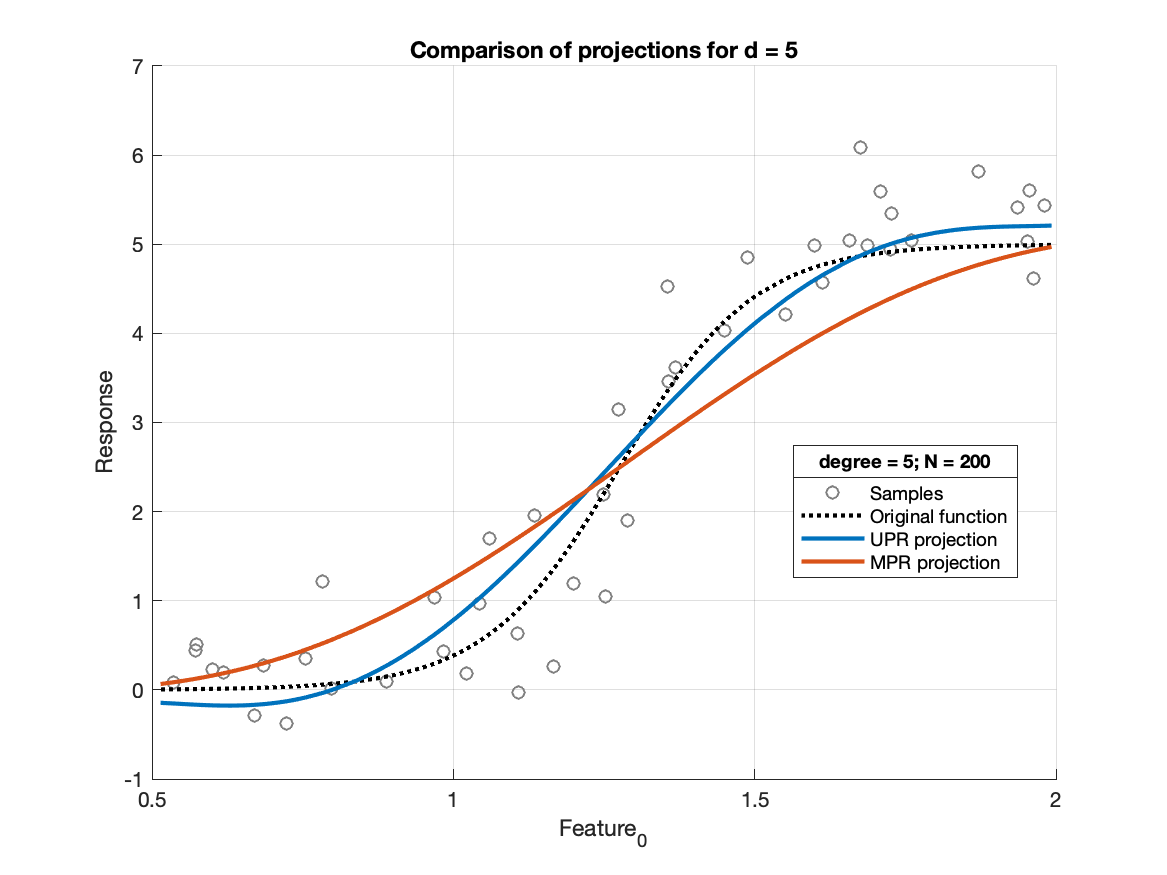 Comparison of projections for d = 5
7
6
5
4
3
2
1
0
-1
Response
degree = 5; N = 200
Samples
Original function
UPR projection
MPR projection
0.5
1
1.5
2
Feature0